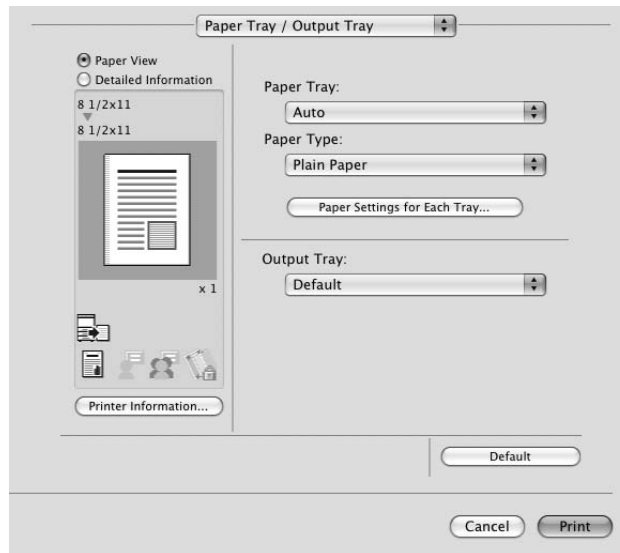 Paper Tray / Output Tray
Paper View
Detailed Information
8 1/2x11
8 1/2x11
x 1
Printer Information...
Paper Tray:
Auto
Paper Type:
Plain Paper
Paper Settings for Each Tray...
Output Tray:
Default
Default
Cancel
Print